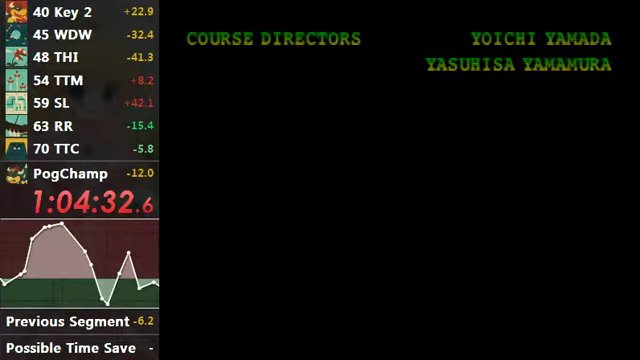 40 Key 2 +22.9
45 WDW -32.4
48 THI -41.3
54 TTM +8.2
59 SL +42.1
63 RR -15.4
70 TTC -5.8
PogChamp -12.0
1:04:32.6
Previous Segment -6.2
Possible Time Save -
COURSE DIRECTORS YOICHI YAMADA
YASUHISA YAMAMURA